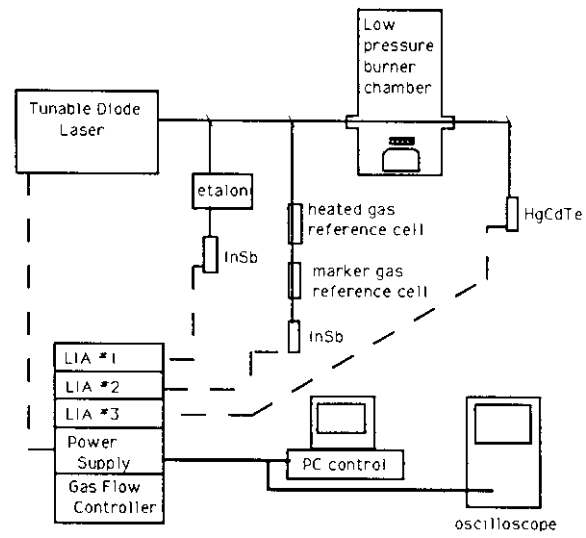 Low
pressure
burner
chamber
Tunable Diode
Laser
etalon
InSb
heated gas
reference cell
marker gas
reference cell
InSb
HgCdTe
LIA #1
LIA #2
LIA #3
Power
Supply
Gas Flow
Controller
PC control
oscilloscope